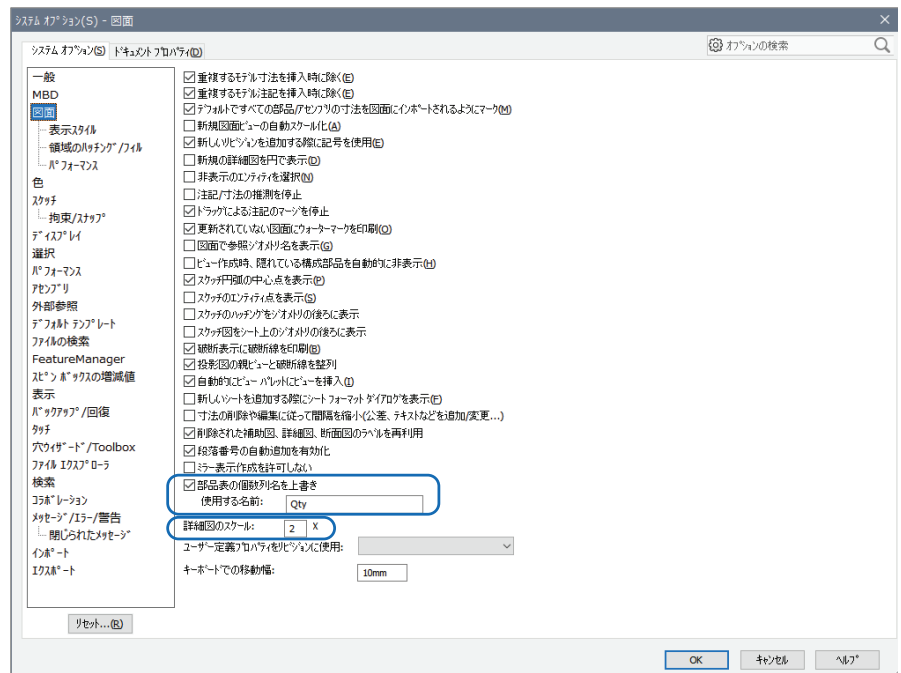 システム オプション(S) - 図面
システム オプション(S) ドキュメント プロパティ(D)
オプションの検索
一般
MBD
図面
表示スタイル
領域のハッチング/フィル
パフォーマンス
色
スケッチ
拘束/スナップ
ディスプレイ
選択
パフォーマンス
アセンブリ
外部参照
デフォルト テンプレート
ファイルの検索
FeatureManager
スピン ボックスの増減値
表示
バックアップ/回復
タッチ
穴ウィザード/Toolbox
ファイル エクスプローラ
検索
コラボレーション
メッセージ/エラー/警告
閉じられたメッセージ
インポート
エクスポート
リセット...(R)
重複するモデル寸法を挿入時に除く(E)
重複するモデル注記を挿入時に除く(E)
デフォルトですべての部品/アセンブリの寸法を図面にインポートされるようにマーク(M)
新規図面ビューの自動スケール化(A)
新しいリビジョンを追加する際に記号を使用(E)
新規の詳細図を円で表示(D)
非表示のエンティティを選択(N)
注記/寸法の推測を停止
ドラッグによる注記のマージを停止
更新されていない図面にウォーターマークを印刷(O)
図面で参照ジオメトリ名を表示(G)
ビュー作成時、隠れている構成部品を自動的に非表示(H)
スケッチ円弧の中心点を表示(P)
スケッチのエンティティ点を表示(S)
スケッチのハッチングをジオメトリの後ろに表示
スケッチ図をシート上のジオメトリの後ろに表示
破断表示に破断線を印刷(B)
投影図の親ビューと破断線を整列
自動的にビュー パレットにビューを挿入(I)
新しいシートを追加する際にシート フォーマット ダイアログを表示(F)
寸法の削除や編集に従って間隔を縮小(公差、テキストなどを追加/変更...)
削除された補助図、詳細図、断面図のラベルを再利用
段落番号の自動追加を有効化
ミラー表示作成を許可しない
部品表の個数列名を上書き
使用する名前: Qty
詳細図のスケール: 2 X
ユーザー定義プロパティをリビジョンに使用:
キーボードでの移動幅: 10mm
OK キャンセル ヘルプ